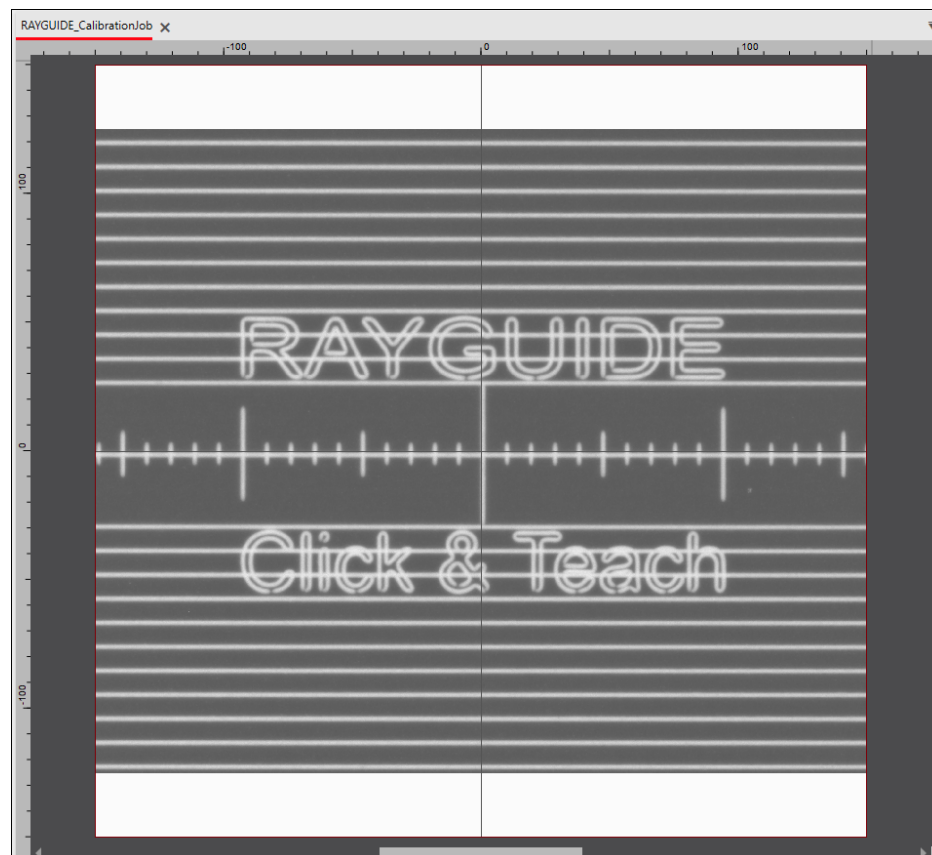 RAYGUIDE_CalibrationJob
-100 0 100
100
RAYGUIDE
0
Click & Teach
-100